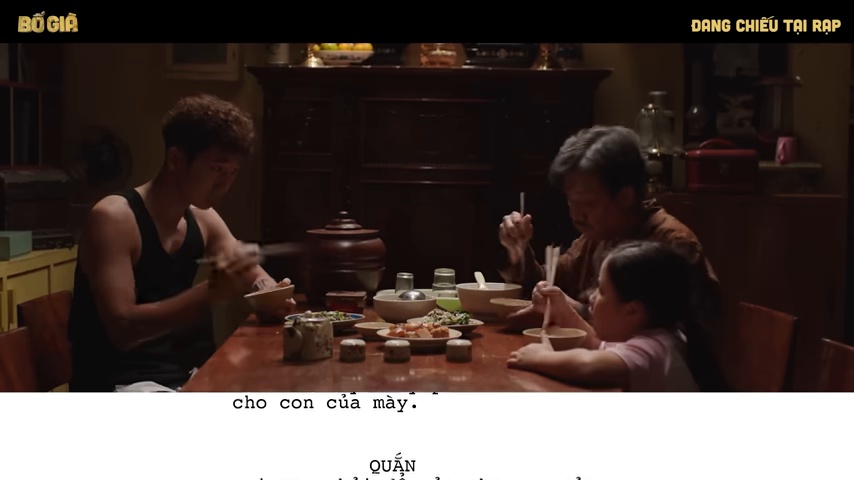 BỐ GIÀ
ĐANG CHIẾU TẠI RẠP
cho con của mày.
QUẮN